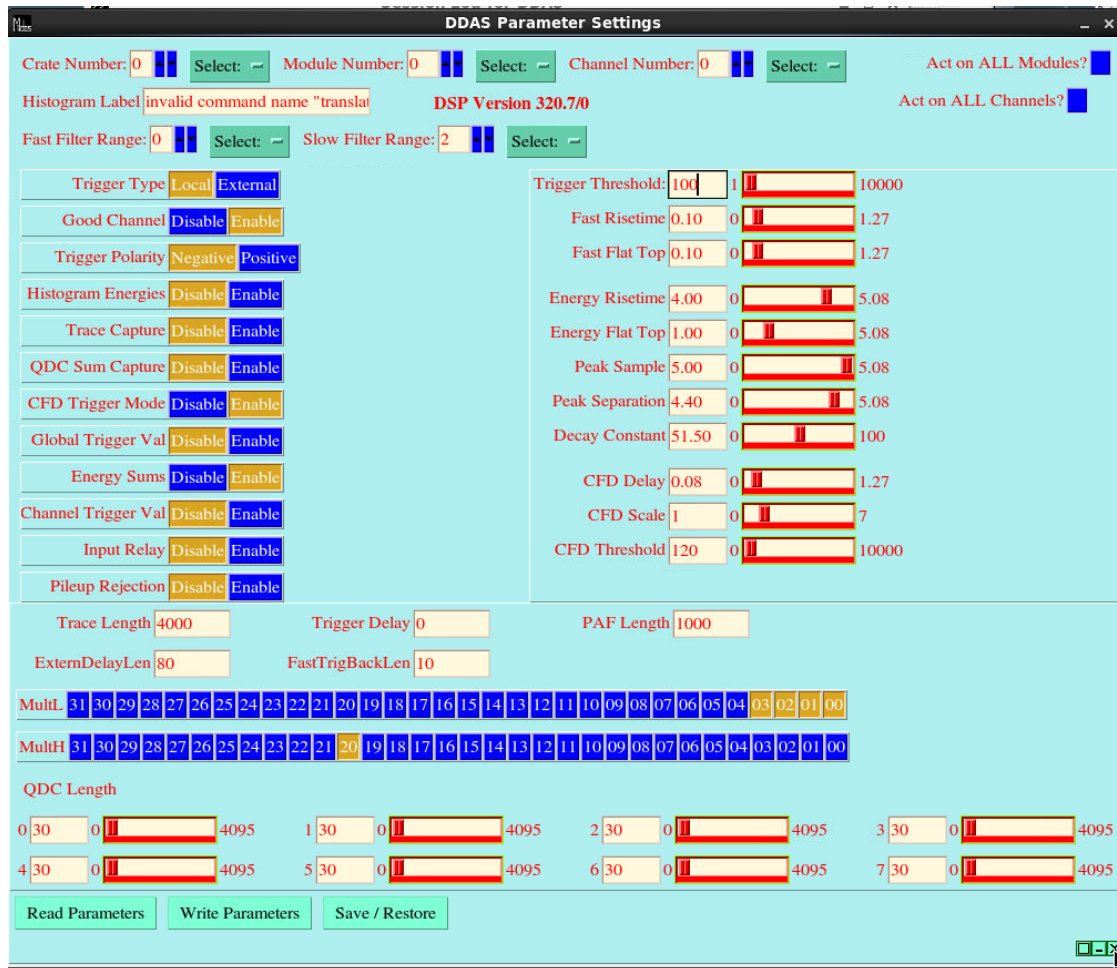 DDAS Parameter Settings
Crate Number: 0 Select: Module Number: 0 Select: Channel Number: 0 Select: Act on ALL Modules?
Histogram Label invalid command name "translat DSP Version 320.7/0 Act on ALL Channels?
Fast Filter Range: 0 Select: Slow Filter Range: 2 Select:
Trigger Type Local External Trigger Threshold: 100 1 10000
Good Channel Disable Enable Fast Risetime 0.10 0 1.27
Trigger Polarity Negative Positive Fast Flat Top 0.10 0 1.27
Histogram Energies Disable Enable Energy Risetime 4.00 0 5.08
Trace Capture Disable Enable Energy Flat Top 1.00 0 5.08
QDC Sum Capture Disable Enable Peak Sample 5.00 0 5.08
CFD Trigger Mode Disable Enable Peak Separation 4.40 0 5.08
Global Trigger Val Disable Enable Decay Constant 51.50 0 100
Energy Sums Disable Enable CFD Delay 0.08 0 1.27
Channel Trigger Val Disable Enable CFD Scale 1 0 7
Input Relay Disable Enable CFD Threshold 120 0 10000
Pileup Rejection Disable Enable
Trace Length 4000 Trigger Delay 0 PAF Length 1000
ExternDelayLen 80 FastTrigBackLen 10
MultL 31 30 29 28 27 26 25 24 23 22 21 20 19 18 17 16 15 14 13 12 11 10 09 08 07 06 05 04 03 02 01 00
MultH 31 30 29 28 27 26 25 24 23 22 21 20 19 18 17 16 15 14 13 12 11 10 09 08 07 06 05 04 03 02 01 00
QDC Length
0 30 0 4095 1 30 0 4095 2 30 0 4095 3 30 0 4095
4 30 0 4095 5 30 0 4095 6 30 0 4095 7 30 0 4095
Read Parameters Write Parameters Save / Restore